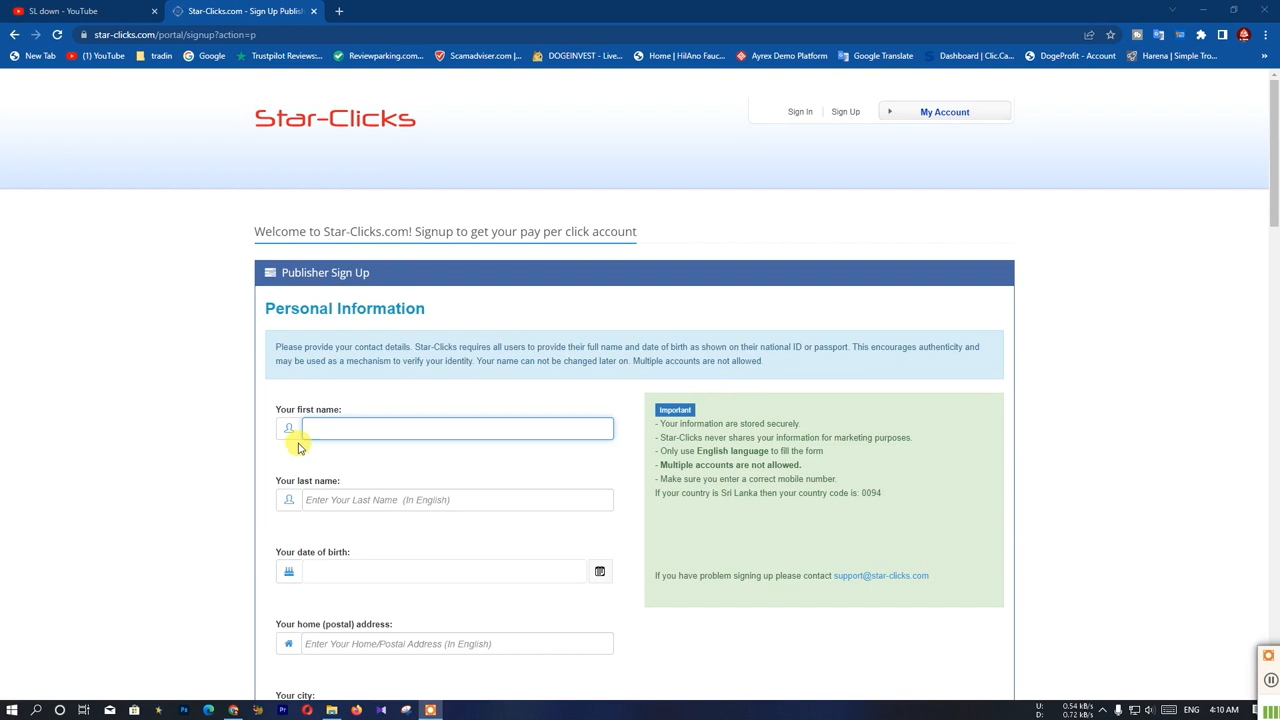 SL down - YouTube
Star-Clicks.com - Sign Up Publish
star-clicks.com/portal/signup?action=p
New Tab
(1) YouTube
tradin
Google
Trustpilot Reviews:...
Reviewparking.com...
Scamadviser.com |...
DOGEINVEST - Live...
Home | HilAno Fauc...
Ayrex Demo Platform
Google Translate
Dashboard | Clic.Ca...
DogeProfit - Account
Harena | Simple Tro...
Star-Clicks
Sign In
Sign Up
My Account
Welcome to Star-Clicks.com! Signup to get your pay per click account
Publisher Sign Up
Personal Information
Please provide your contact details. Star-Clicks requires all users to provide their full name and date of birth as shown on their national ID or passport. This encourages authenticity and
may be used as a mechanism to verify your identity. Your name can not be changed later on. Multiple accounts are not allowed.
Your first name:
Your last name:
Enter Your Last Name (In English)
Your date of birth:
Your home (postal) address:
Enter Your Home/Postal Address (In English)
Your city:
Important
- Your information are stored securely.
- Star-Clicks never shares your information for marketing purposes.
- Only use English language to fill the form
- Multiple accounts are not allowed.
- Make sure you enter a correct mobile number.
If your country is Sri Lanka then your country code is: 0094
If you have problem signing up please contact support@star-clicks.com
U: 0.54 kB/s
D: 0.72 kB/s
ENG
4:10 AM